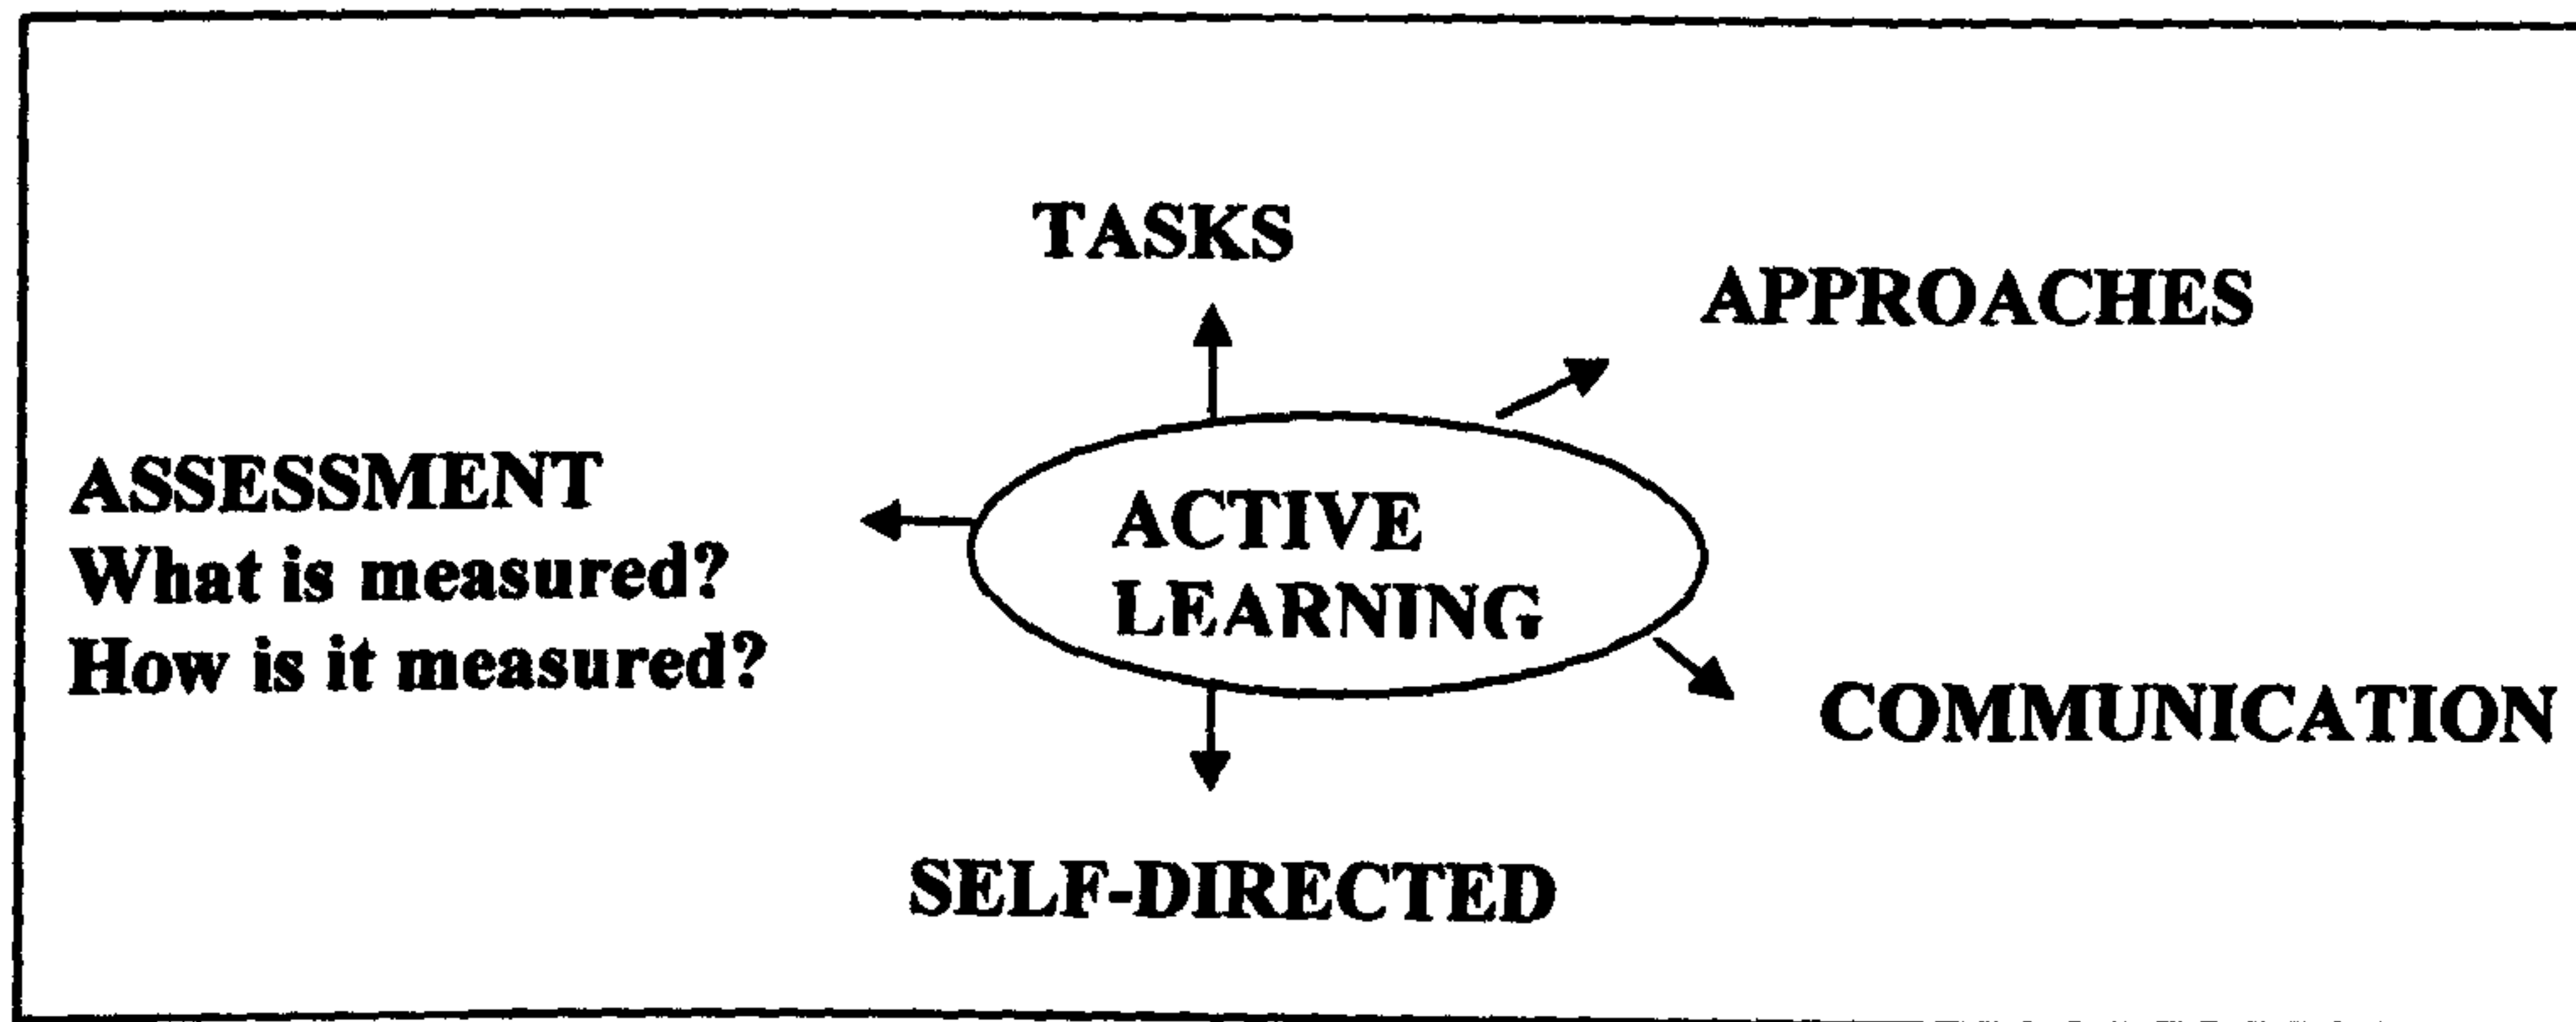 TASKS
APPROACHES
ASSESSMENT
What is measured?
How is it measured?
ACTIVE
LEARNING
COMMUNICATION
SELF-DIRECTED